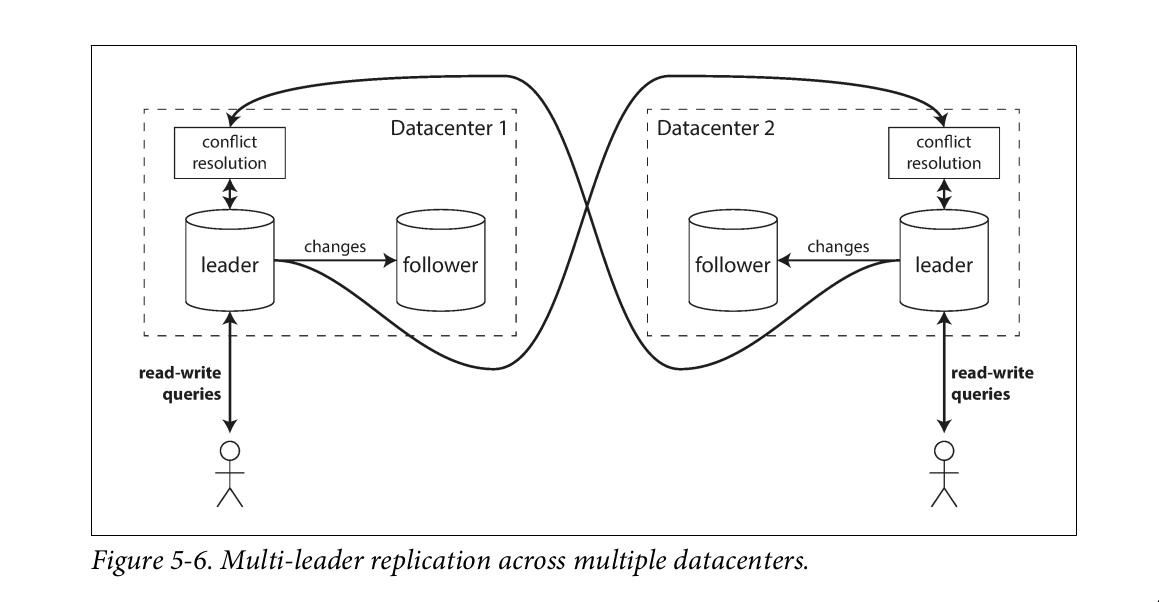 Datacenter 1
conflict
resolution
changes
leader
follower
read-write
queries
Datacenter 2
conflict
resolution
changes
follower
leader
read-write
queries
Figure 5-6. Multi-leader replication across multiple datacenters.